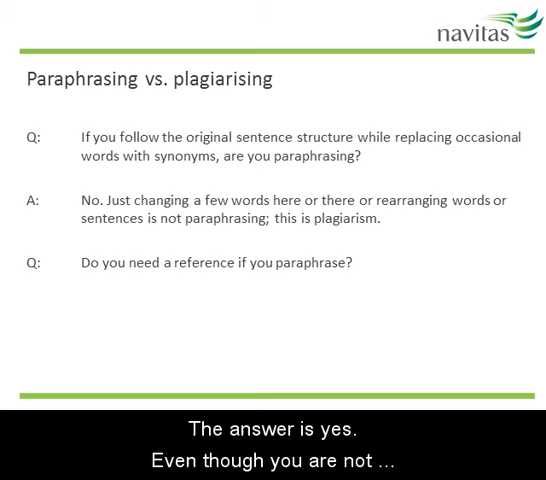 navitas
Paraphrasing vs. plagiarising
Q: If you follow the original sentence structure while replacing occasional
words with synonyms, are you paraphrasing?
A: No. Just changing a few words here or there or rearranging words or
sentences is not paraphrasing; this is plagiarism.
Q: Do you need a reference if you paraphrase?
The answer is yes.
Even though you are not ...